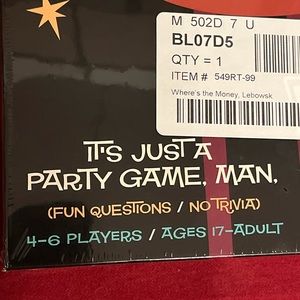 M 502D 7 U
BL07D5
QTY = 1
ITEM # 549RT-99
Where's the Money, Lebowsk
IT'S JUST A
PARTY GAME, MAN,
(FUN QUESTIONS / NO TRIVIA)
4-6 PLAYERS / AGES 17-ADULT